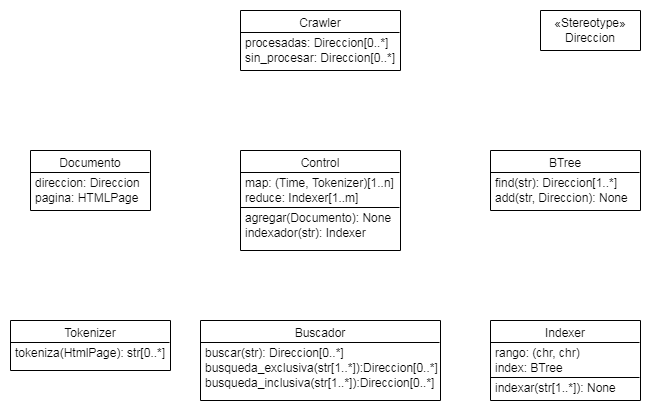 Crawler
procesadas: Direccion[0..*]
sin_procesar: Direccion[0..*]
«Stereotype»
Direccion
Documento
direccion: Direccion
pagina: HTMLPage
Control
map: (Time, Tokenizer)[1..n]
reduce: Indexer[1..m]
agregar(Documento): None
indexador(str): Indexer
BTree
find(str): Direccion[1..*]
add(str, Direccion): None
Tokenizer
tokeniza(HtmlPage): str[0..*]
Buscador
buscar(str): Direccion[0..*]
busqueda_exclusiva(str[1..*]):Direccion[0..*]
busqueda_inclusiva(str[1..*]):Direccion[0..*]
Indexer
rango: (chr, chr)
index: BTree
indexar(str[1..*]): None